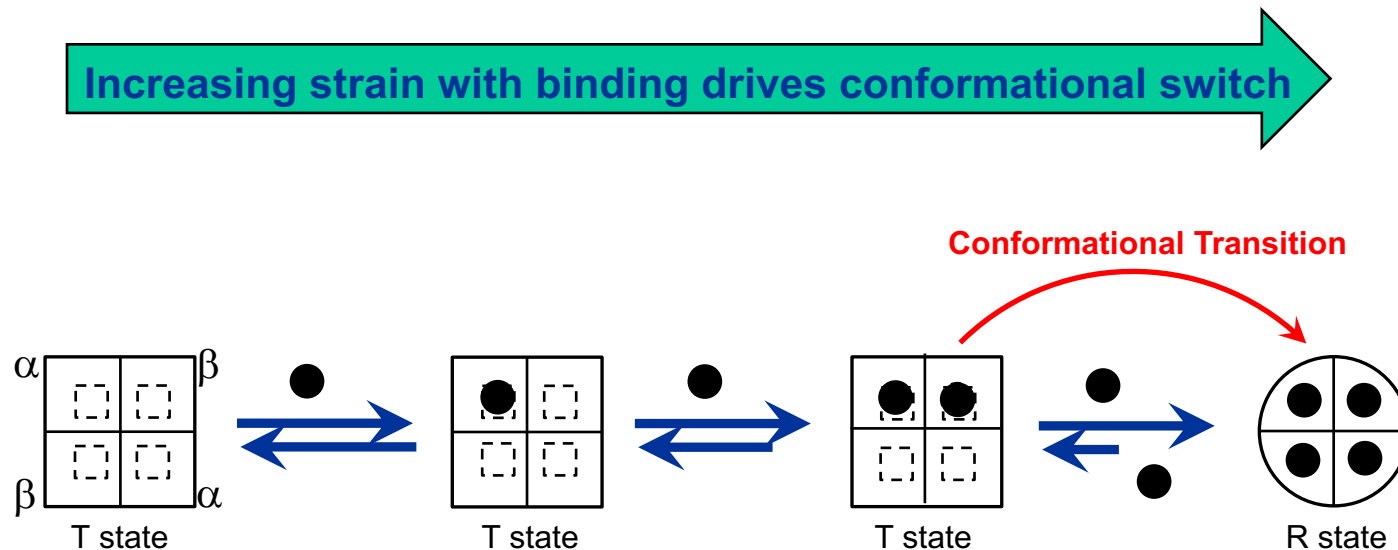 Increasing strain with binding drives conformational switch
Conformational Transition
α
β
β
α
T state
T state
T state
R state